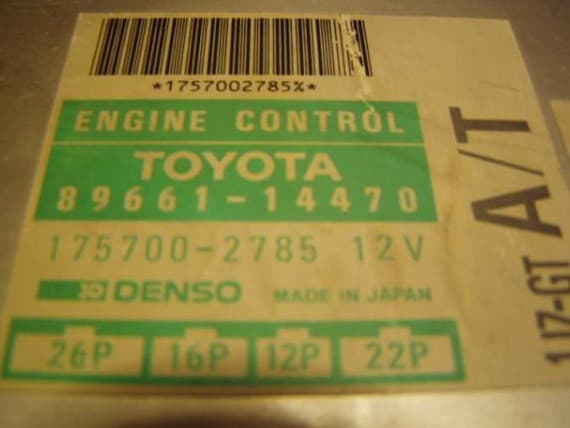 *1757002785%*
ENGINE CONTROL
TOYOTA
89661-14470
175700-2785 12V
DENSO MADE IN JAPAN
26P 16P 12P 22P
A/T
1JZ-GT